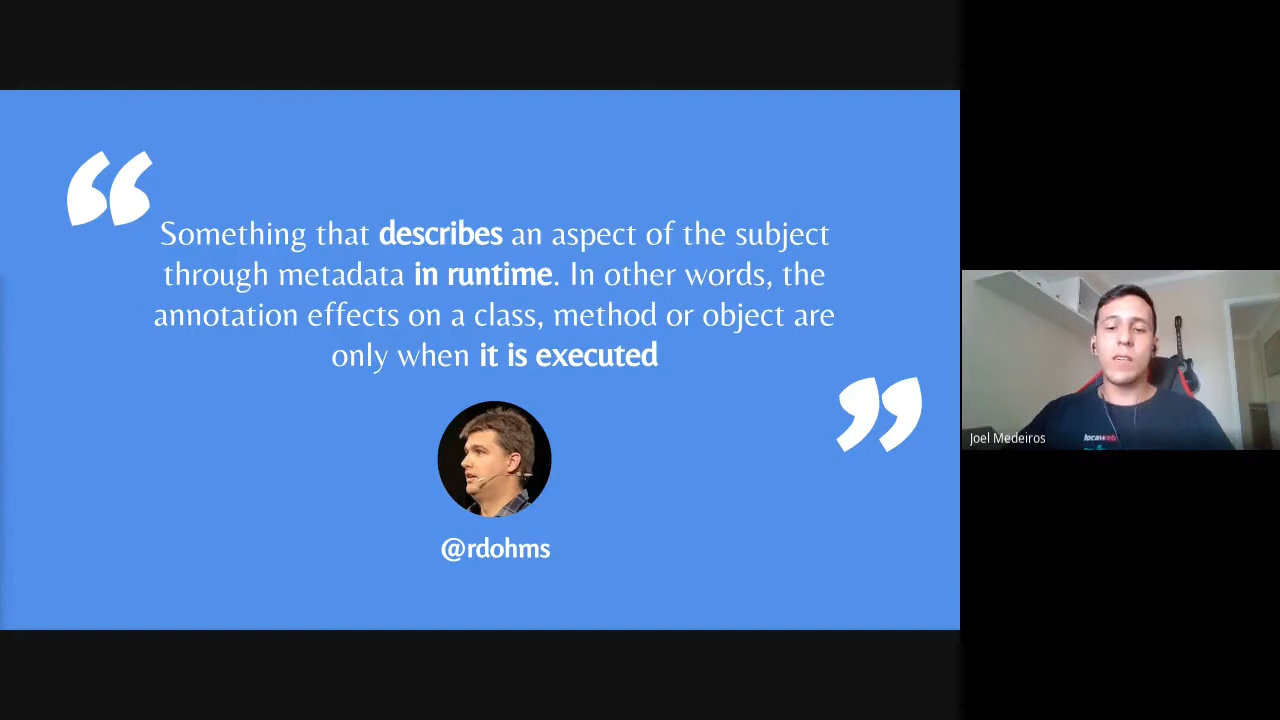 “
Something that describes an aspect of the subject
through metadata in runtime. In other words, the
annotation effects on a class, method or object are
only when it is executed
”
@rdohms
Joel Medeiros
locaweb